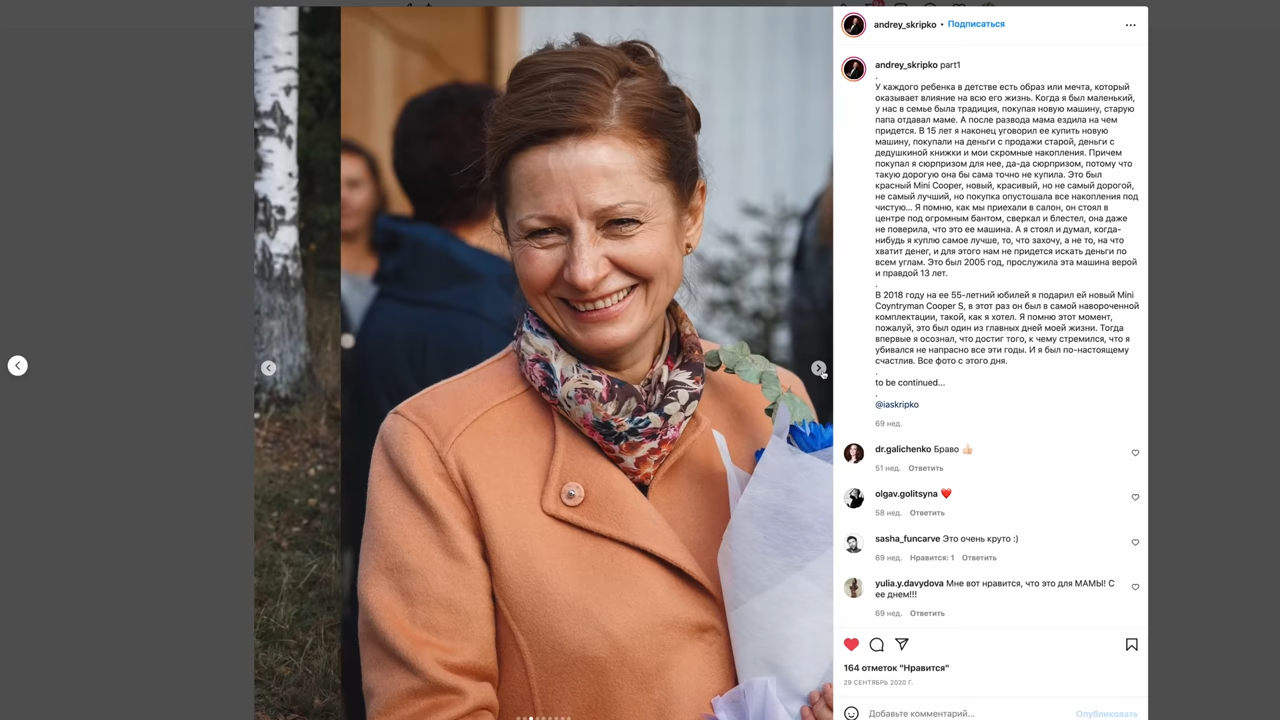 andrey_skripko • Подписаться
andrey_skripko part1
.
У каждого ребенка в детстве есть образ или мечта, который
оказывает влияние на всю его жизнь. Когда я был маленький,
у нас в семье была традиция, покупая новую машину, старую
папа отдавал маме. А после развода мама ездила на чем
придется. В 15 лет я наконец уговорил ее купить новую
машину, покупали на деньги с продажи старой, деньги с
дедушкиной книжки и мои скромные накопления. Причем
покупал я сюрпризом для нее, да-да сюрпризом, потому что
такую дорогую она бы сама точно не купила. Это был
красный Mini Cooper, новый, красивый, но не самый дорогой,
не самый лучший, но покупка опустошала все накопления под
чистую... Я помню, как мы приехали в салон, он стоял в
центре под огромным бантом, сверкал и блестел, она даже
не поверила, что это ее машина. А я стоял и думал, когда-
нибудь я куплю самое лучше, то, что захочу, а не то, на что
хватит денег, и для этого нам не придется искать деньги по
всем углам. Это был 2005 год, прослужила эта машина верой
и правдой 13 лет.
.
В 2018 году на ее 55-летний юбилей я подарил ей новый Mini
Coyntryman Cooper S, в этот раз он был в самой навороченной
комплектации, такой, как я хотел. Я помню этот момент,
пожалуй, это был один из главных дней моей жизни. Тогда
впервые я осознал, что достиг того, к чему стремился, что я
убивался не напрасно все эти годы. И я был по-настоящему
счастлив. Все фото с этого дня.
.
to be continued...
.
@iaskripko
69 нед.
dr.galichenko Браво 👍🏻
51 нед. Ответить
olgav.golitsyna ❤️
58 нед. Ответить
sasha_funcarve Это очень круто :)
69 нед. Нравится: 1 Ответить
yulia.y.davydova Мне вот нравится, что это для МАМЫ! С
ее днем!!!
69 нед. Ответить
164 отметок "Нравится"
29 СЕНТЯБРЬ 2020 Г.
Добавьте комментарий... Опубликовать